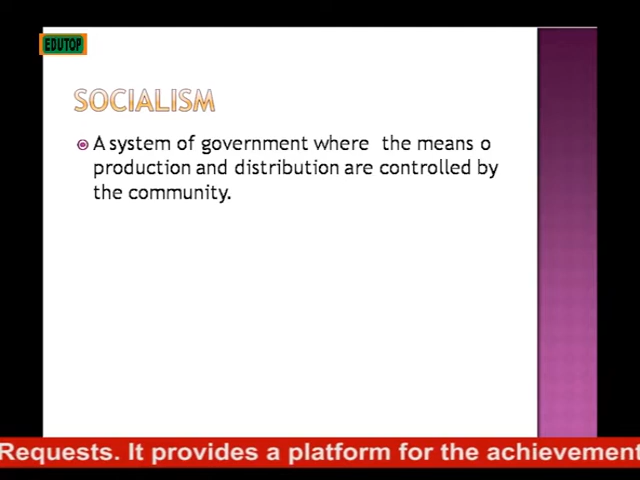 EDUTOP
SOCIALISM
A system of government where the means o
production and distribution are controlled by
the community.
Requests. It provides a platform for the achievement